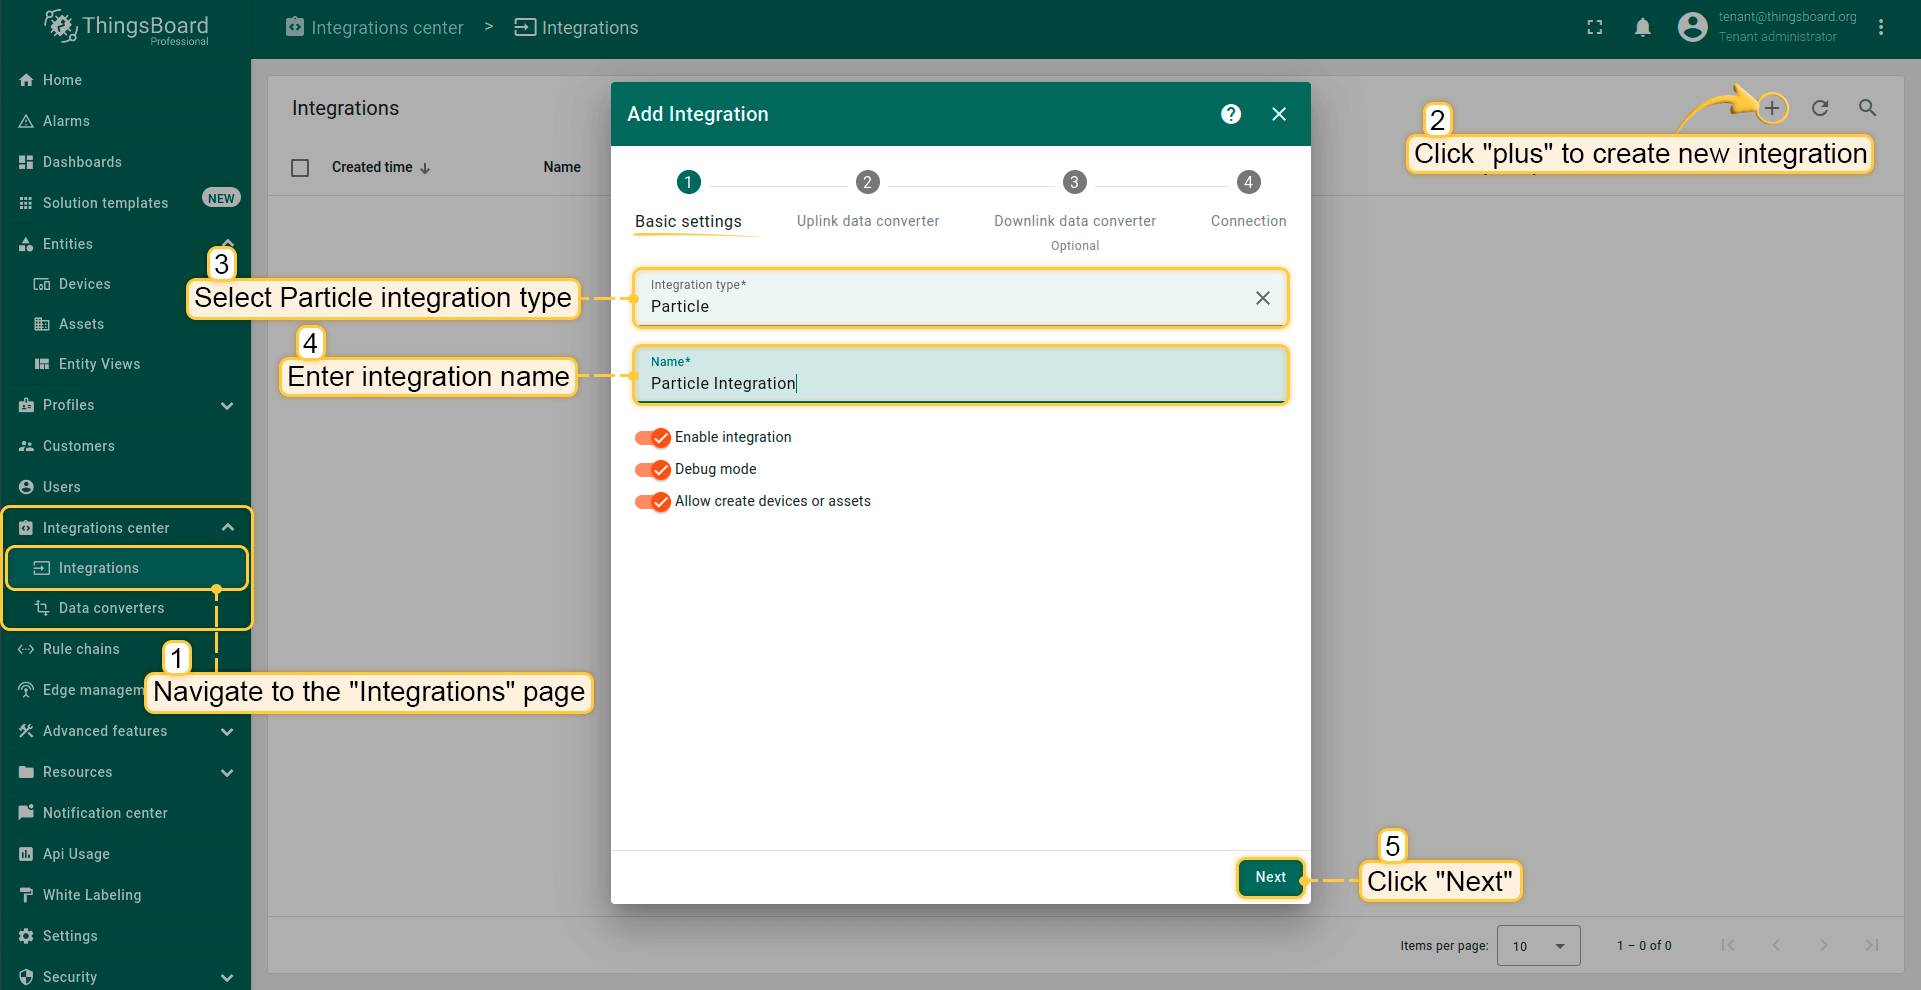 ThingsBoard
Professional
Integrations center > Integrations
tenant@thingsboard.org
Tenant administrator
Home
Alarms
Dashboards
Solution templates
NEW
Entities
Devices
Assets
Entity Views
Profiles
Customers
Users
Integrations center
Integrations
Data converters
Rule chains
Edge managem
Advanced features
Resources
Notification center
Api Usage
White Labeling
Settings
Security
1
Navigate to the "Integrations" page
Integrations
Created time
Name
2
Click "plus" to create new integration
Add Integration
?
1
2
3
4
Basic settings
Uplink data converter
Downlink data converter
Optional
Connection
3
Select Particle integration type
Integration type*
Particle
4
Enter integration name
Name*
Particle Integration
Enable integration
Debug mode
Allow create devices or assets
Next
5
Click "Next"
Items per page:
10
1 – 0 of 0